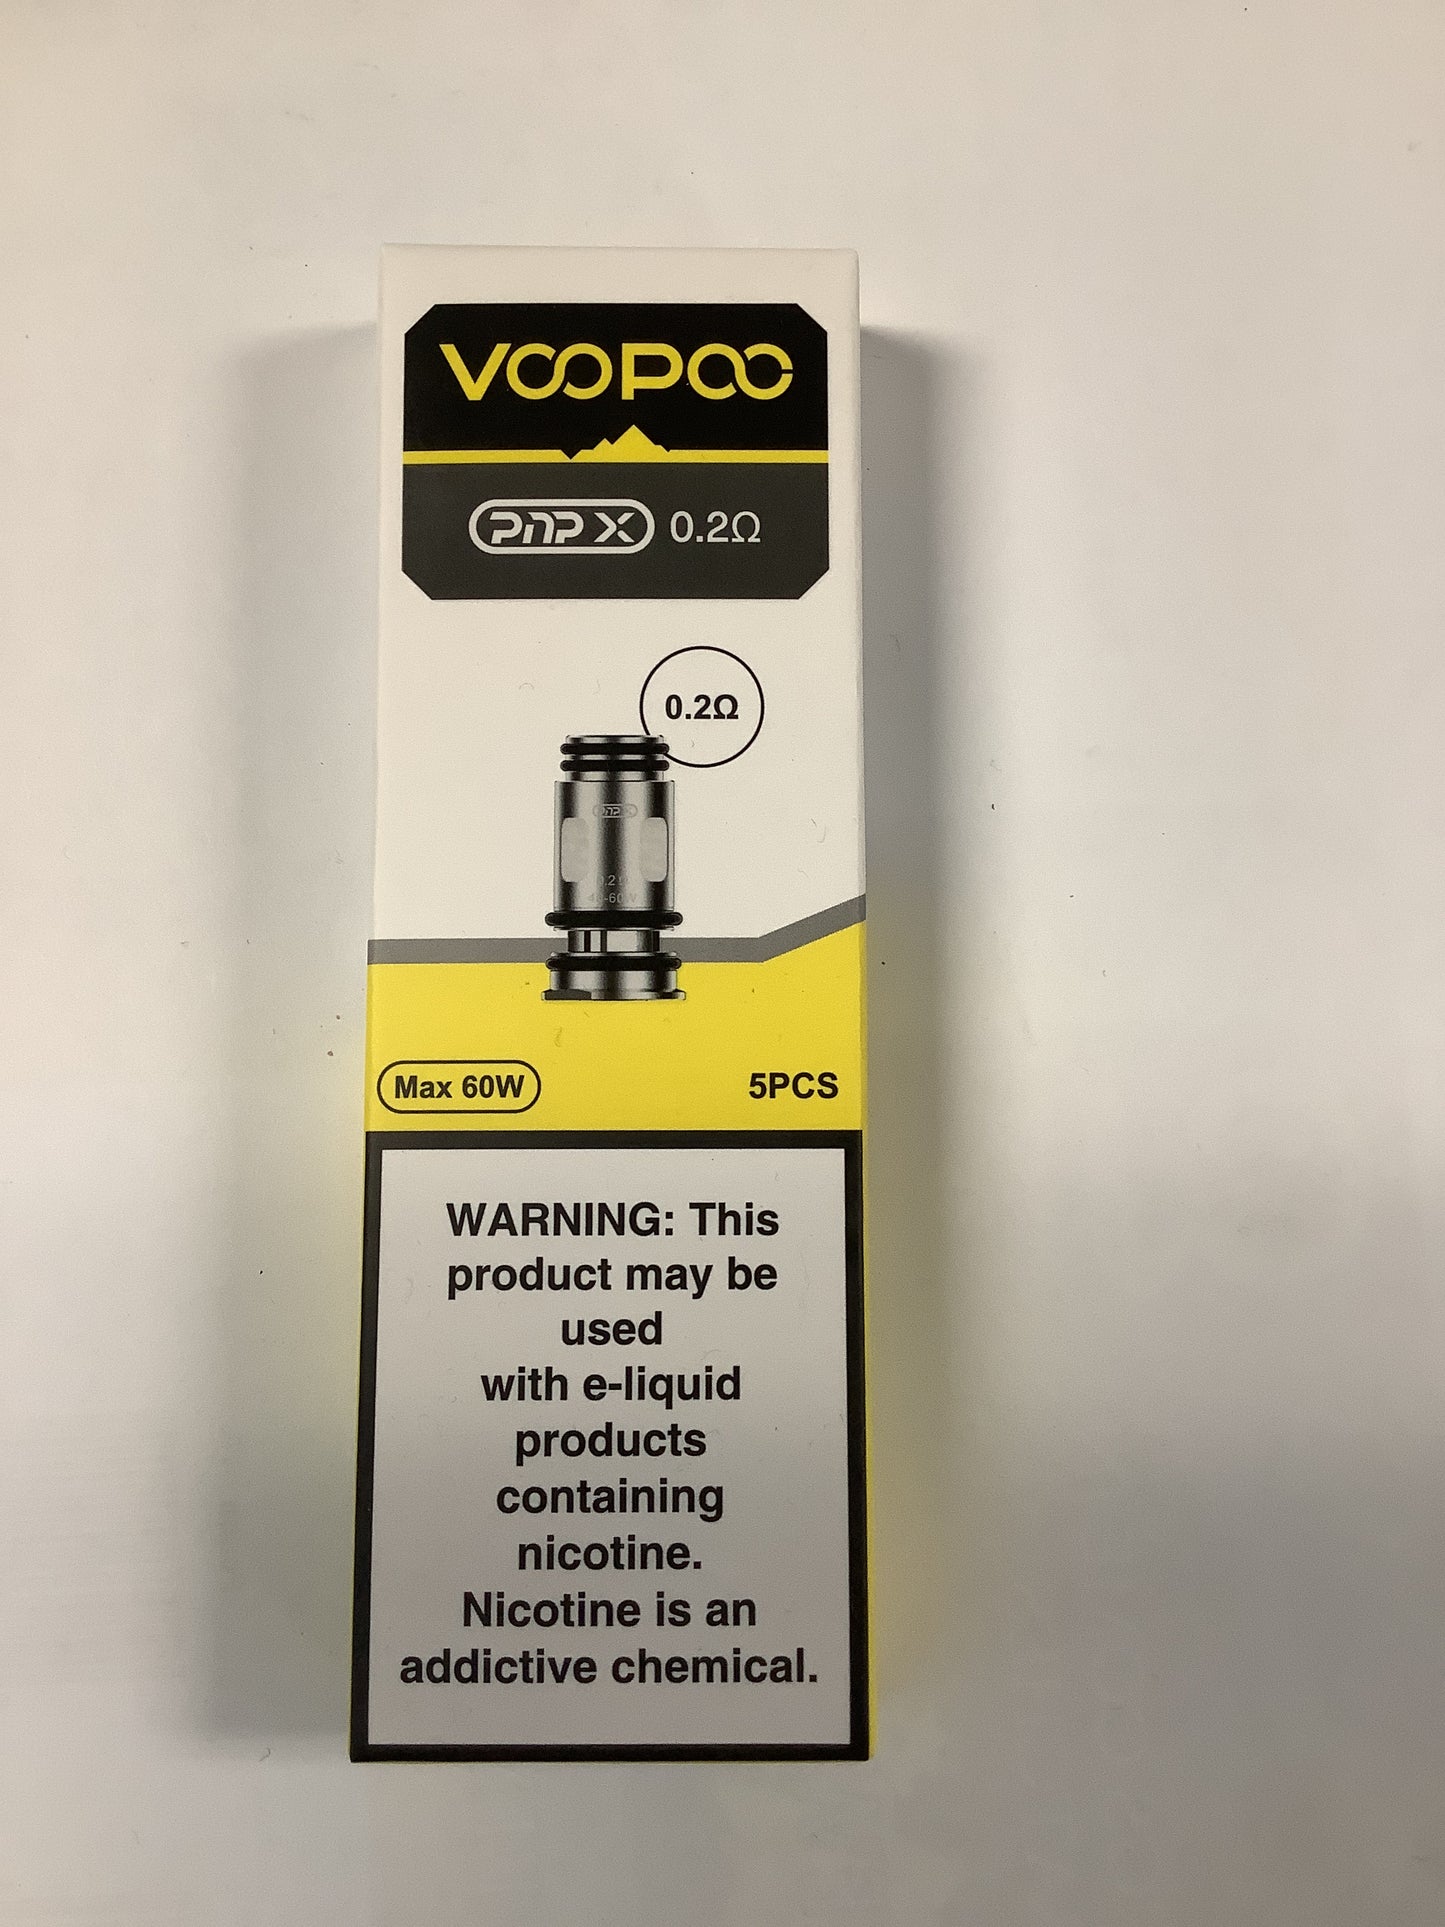 VOOPOO
PNP X 0.2Ω
0.2Ω
PNP X
Max 60W
5PCS
WARNING: This
product may be
used
with e-liquid
products
containing
nicotine.
Nicotine is an
addictive chemical.